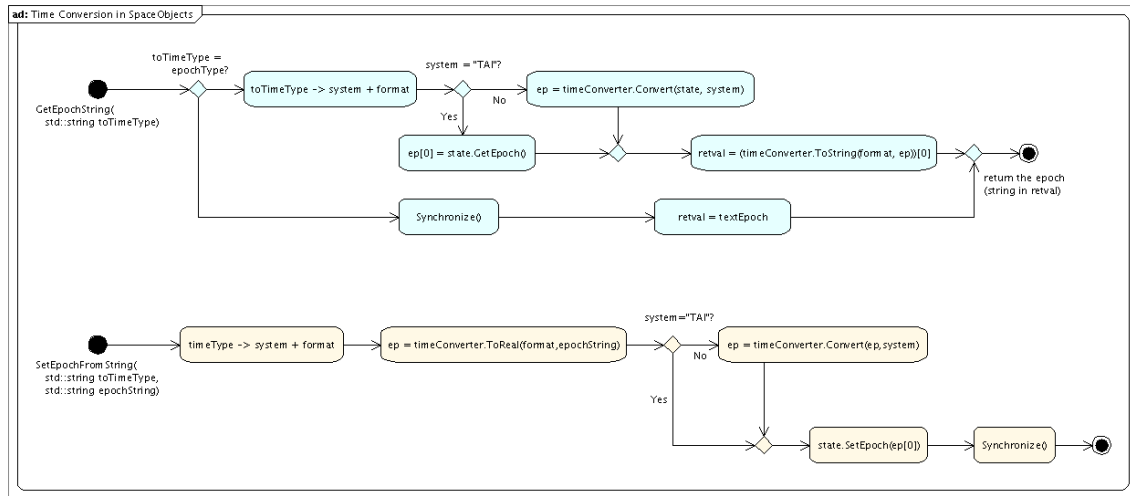 ad: Time Conversion in SpaceObjects
toTimeType =
epochType?
GetEpochString(
std::string toTimeType)
toTimeType -> system + format
system = "TAI"?
No
Yes
ep = timeConverter.Convert(state, system)
ep[0] = state.GetEpoch()
retval = (timeConverter.ToString(format, ep))[0]
return the epoch
(string in retval)
Synchronize()
retval = textEpoch
SetEpochFromString(
std::string toTimeType,
std::string epochString)
timeType -> system + format
ep = timeConverter.ToReal(format,epochString)
system="TAI"?
No
Yes
ep = timeConverter.Convert(ep,system)
state.SetEpoch(ep[0])
Synchronize()